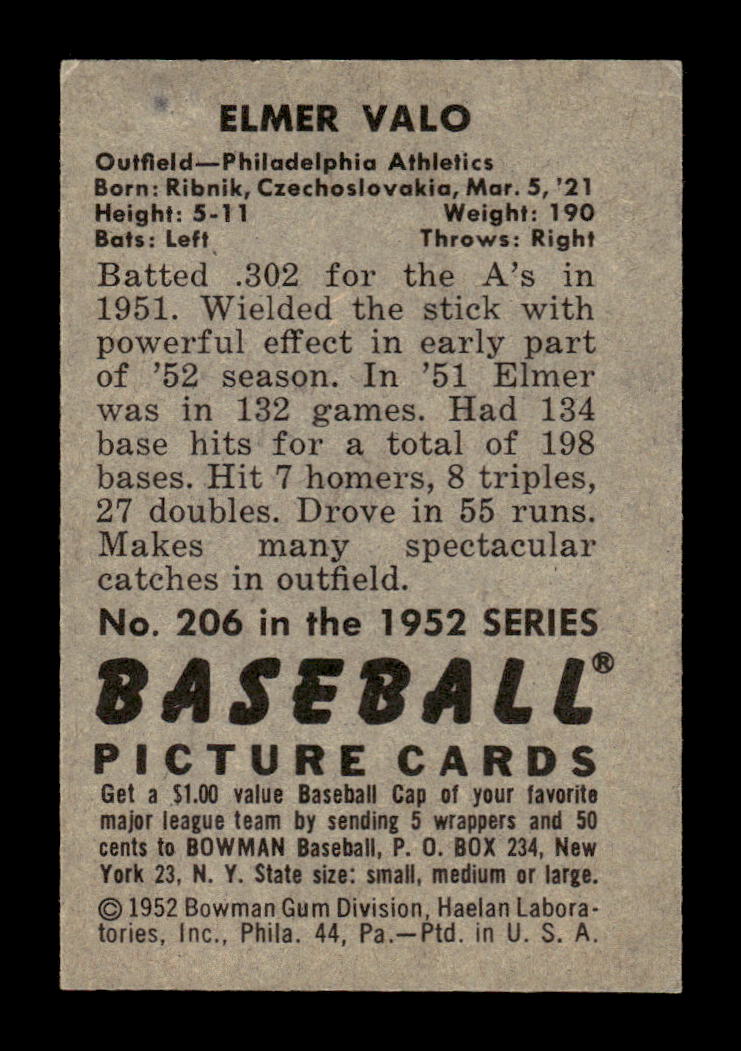 ELMER VALO
Outfield—Philadelphia Athletics
Born: Ribnik, Czechoslovakia, Mar. 5, '21
Height: 5-11 Weight: 190
Bats: Left Throws: Right
Batted .302 for the A's in
1951. Wielded the stick with
powerful effect in early part
of '52 season. In '51 Elmer
was in 132 games. Had 134
base hits for a total of 198
bases. Hit 7 homers, 8 triples,
27 doubles. Drove in 55 runs.
Makes many spectacular
catches in outfield.
No. 206 in the 1952 SERIES
BASEBALL®
PICTURE CARDS
Get a $1.00 value Baseball Cap of your favorite
major league team by sending 5 wrappers and 50
cents to BOWMAN Baseball, P. O. BOX 234, New
York 23, N. Y. State size: small, medium or large.
© 1952 Bowman Gum Division, Haelan Labora-
tories, Inc., Phila. 44, Pa.—Ptd. in U. S. A.